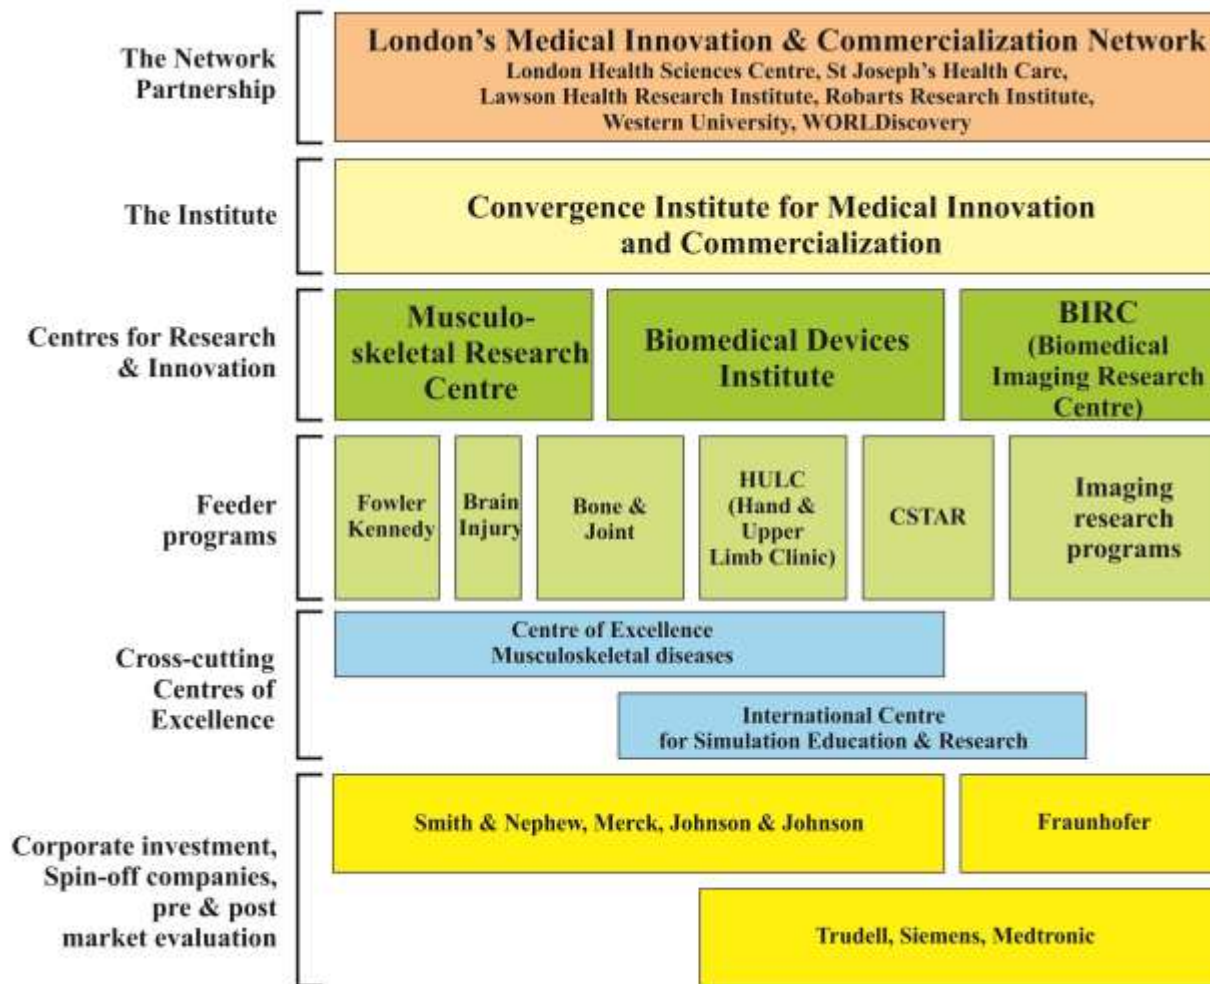 The Network
Partnership
London's Medical Innovation & Commercialization Network
London Health Sciences Centre, St Joseph's Health Care,
Lawson Health Research Institute, Robarts Research Institute,
Western University, WORLDiscovery
The Institute
Convergence Institute for Medical Innovation
and Commercialization
Centres for Research
& Innovation
Musculo-
skeletal Research
Centre
Biomedical Devices
Institute
BIRC
(Biomedical
Imaging Research
Centre)
Feeder
programs
Fowler
Kennedy
Brain
Injury
Bone &
Joint
HULC
(Hand &
Upper
Limb Clinic)
CSTAR
Imaging
research
programs
Cross-cutting
Centres of
Excellence
Centre of Excellence
Musculoskeletal diseases
International Centre
for Simulation Education & Research
Corporate investment,
Spin-off companies,
pre & post
market evaluation
Smith & Nephew, Merck, Johnson & Johnson
Fraunhofer
Trudell, Siemens, Medtronic